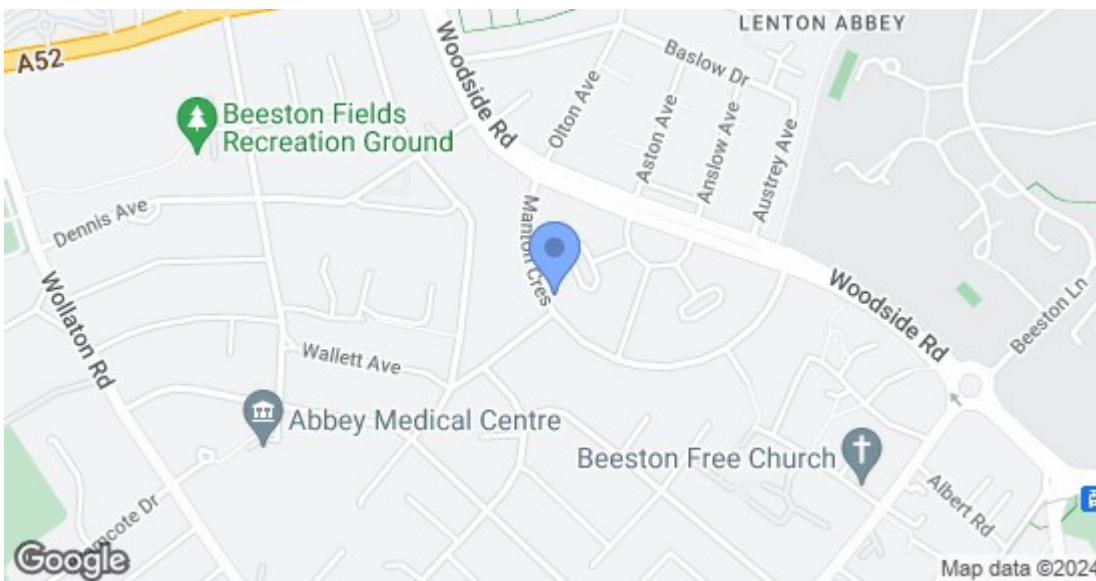 LENTON ABBEY
A52
Woodside Rd
Baslow Dr
Olton Ave
Beeston Fields
Recreation Ground
Aston Ave
Anslow Ave
Austrey Ave
Dennis Ave
Manton Cres
Wollaton Rd
Woodside Rd
Beeston Ln
Wallett Ave
Abbey Medical Centre
Beeston Free Church
Albert Rd
mcote Dr
Google
Map data ©2024